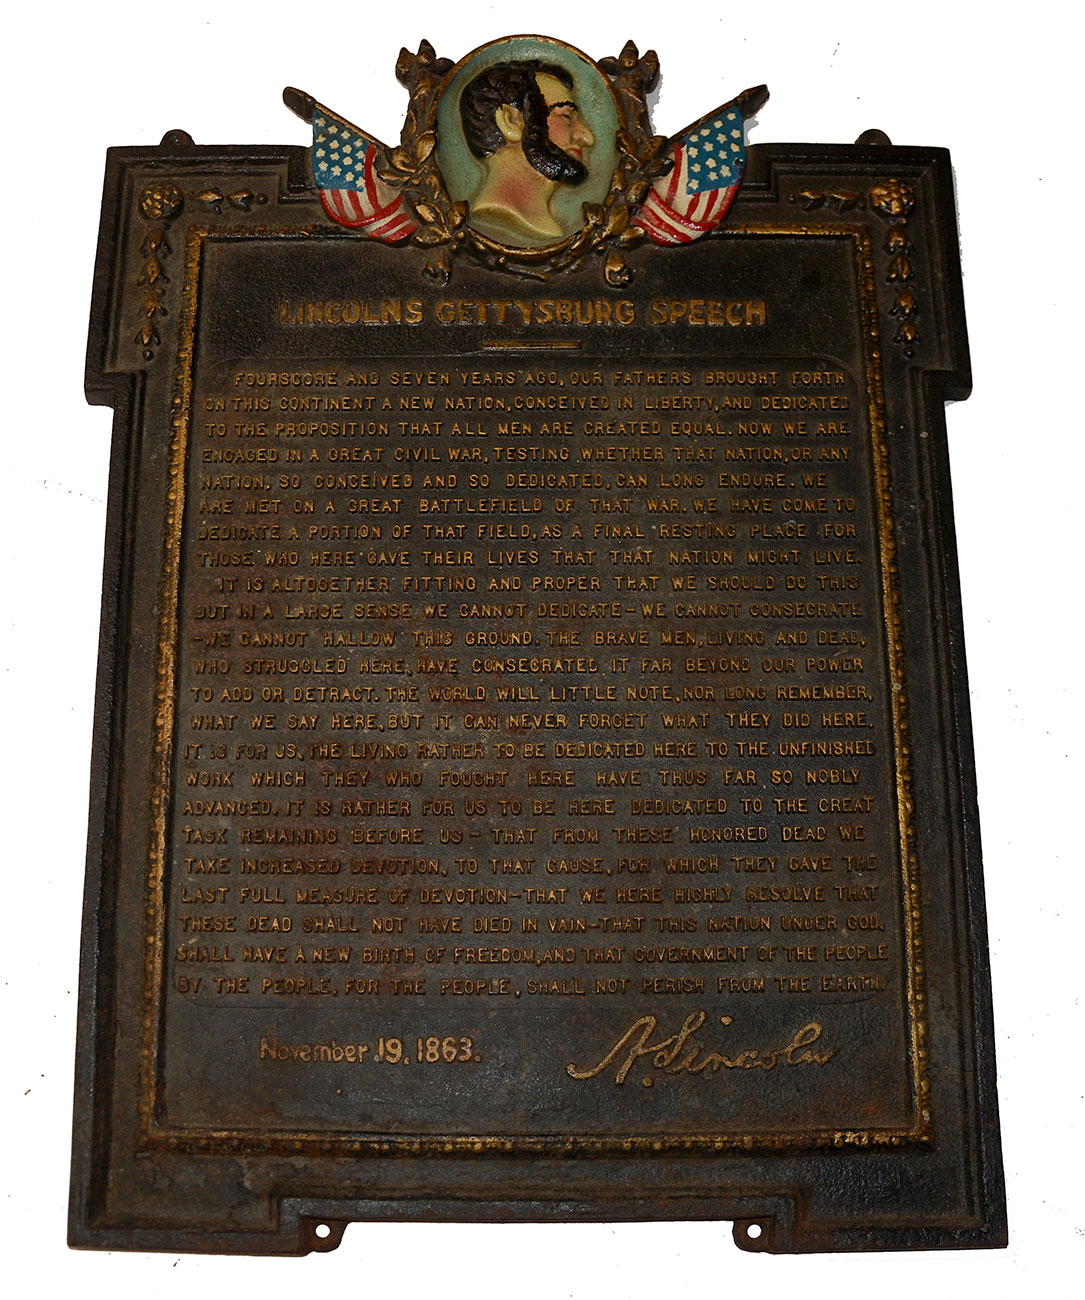 LINCOLNS GETTYSBURG SPEECH
FOURSCORE AND SEVEN YEARS AGO, OUR FATHERS BROUGHT FORTH
ON THIS CONTINENT A NEW NATION, CONCEIVED IN LIBERTY, AND DEDICATED
TO THE PROPOSITION THAT ALL MEN ARE CREATED EQUAL. NOW WE ARE
ENGAGED IN A GREAT CIVIL WAR, TESTING WHETHER THAT NATION, OR ANY
NATION, SO CONCEIVED AND SO DEDICATED, CAN LONG ENDURE. WE
ARE MET ON A GREAT BATTLEFIELD OF THAT WAR. WE HAVE COME TO
DEDICATE A PORTION OF THAT FIELD, AS A FINAL RESTING PLACE FOR
THOSE WHO HERE GAVE THEIR LIVES THAT THAT NATION MIGHT LIVE.
IT IS ALTOGETHER FITTING AND PROPER THAT WE SHOULD DO THIS
BUT IN A LARGE SENSE WE CANNOT DEDICATE – WE CANNOT CONSECRATE
– WE CANNOT HALLOW THIS GROUND. THE BRAVE MEN, LIVING AND DEAD,
WHO STRUGGLED HERE, HAVE CONSECRATED IT FAR BEYOND OUR POWER
TO ADD OR DETRACT. THE WORLD WILL LITTLE NOTE, NOR LONG REMEMBER,
WHAT WE SAY HERE, BUT IT CAN NEVER FORGET WHAT THEY DID HERE.
IT IS FOR US, THE LIVING RATHER TO BE DEDICATED HERE TO THE UNFINISHED
WORK WHICH THEY WHO FOUGHT HERE HAVE THUS FAR SO NOBLY
ADVANCED. IT IS RATHER FOR US TO BE HERE DEDICATED TO THE GREAT
TASK REMAINING BEFORE US – THAT FROM THESE HONORED DEAD WE
TAKE INCREASED DEVOTION, TO THAT CAUSE, FOR WHICH THEY GAVE THE
LAST FULL MEASURE OF DEVOTION – THAT WE HERE HIGHLY RESOLVE THAT
THESE DEAD SHALL NOT HAVE DIED IN VAIN – THAT THIS NATION UNDER GOD,
SHALL HAVE A NEW BIRTH OF FREEDOM, AND THAT GOVERNMENT OF THE PEOPLE
BY THE PEOPLE, FOR THE PEOPLE, SHALL NOT PERISH FROM THE EARTH.
November 19, 1863.
A. Lincoln